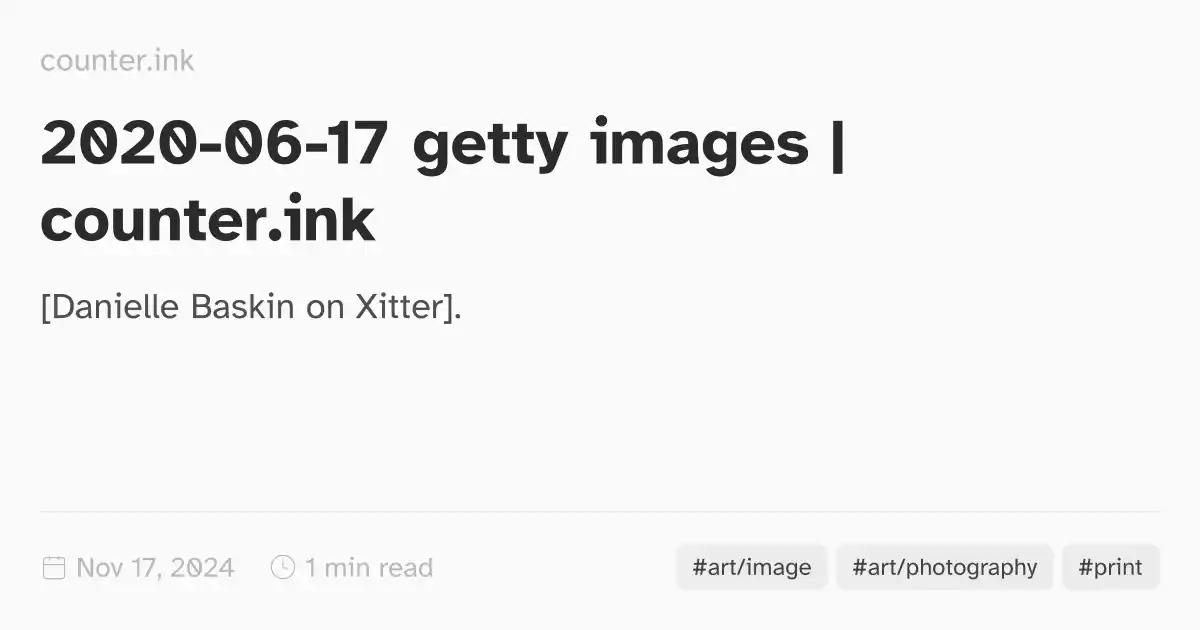 counter.ink
2020-06-17 getty images |
counter.ink
[Danielle Baskin on Xitter].
Nov 17, 2024
1 min read
#art/image
#art/photography
#print